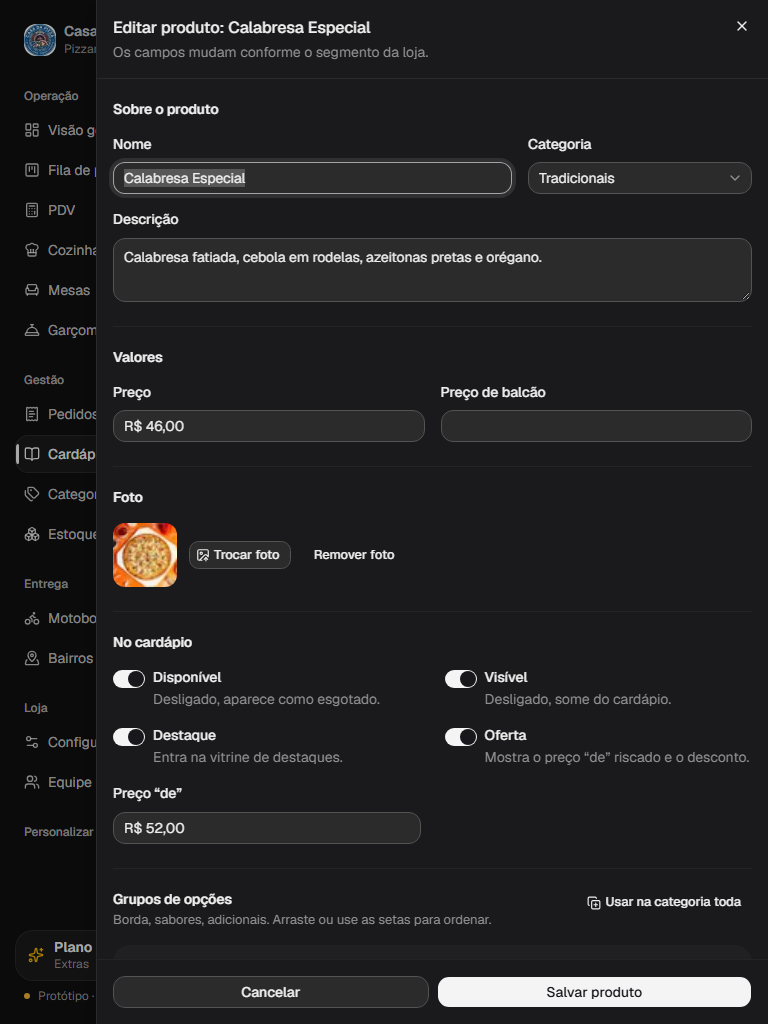 Casa
Pizzar
Operação
Visão g
Fila de
PDV
Cozinha
Mesas
Garçom
Gestão
Pedidos
Cardáp
Categor
Estoque
Entrega
Motobo
Bairros
Loja
Configu
Equipe
Personalizar
Plano
Extras
Protótipo ·
Editar produto: Calabresa Especial
Os campos mudam conforme o segmento da loja.
Sobre o produto
Nome
Categoria
Calabresa Especial
Tradicionais
Descrição
Calabresa fatiada, cebola em rodelas, azeitonas pretas e orégano.
Valores
Preço
Preço de balcão
R$ 46,00
Foto
Trocar foto
Remover foto
No cardápio
Disponível
Desligado, aparece como esgotado.
Visível
Desligado, some do cardápio.
Destaque
Entra na vitrine de destaques.
Oferta
Mostra o preço “de” riscado e o desconto.
Preço “de”
R$ 52,00
Grupos de opções
Borda, sabores, adicionais. Arraste ou use as setas para ordenar.
Usar na categoria toda
Cancelar
Salvar produto